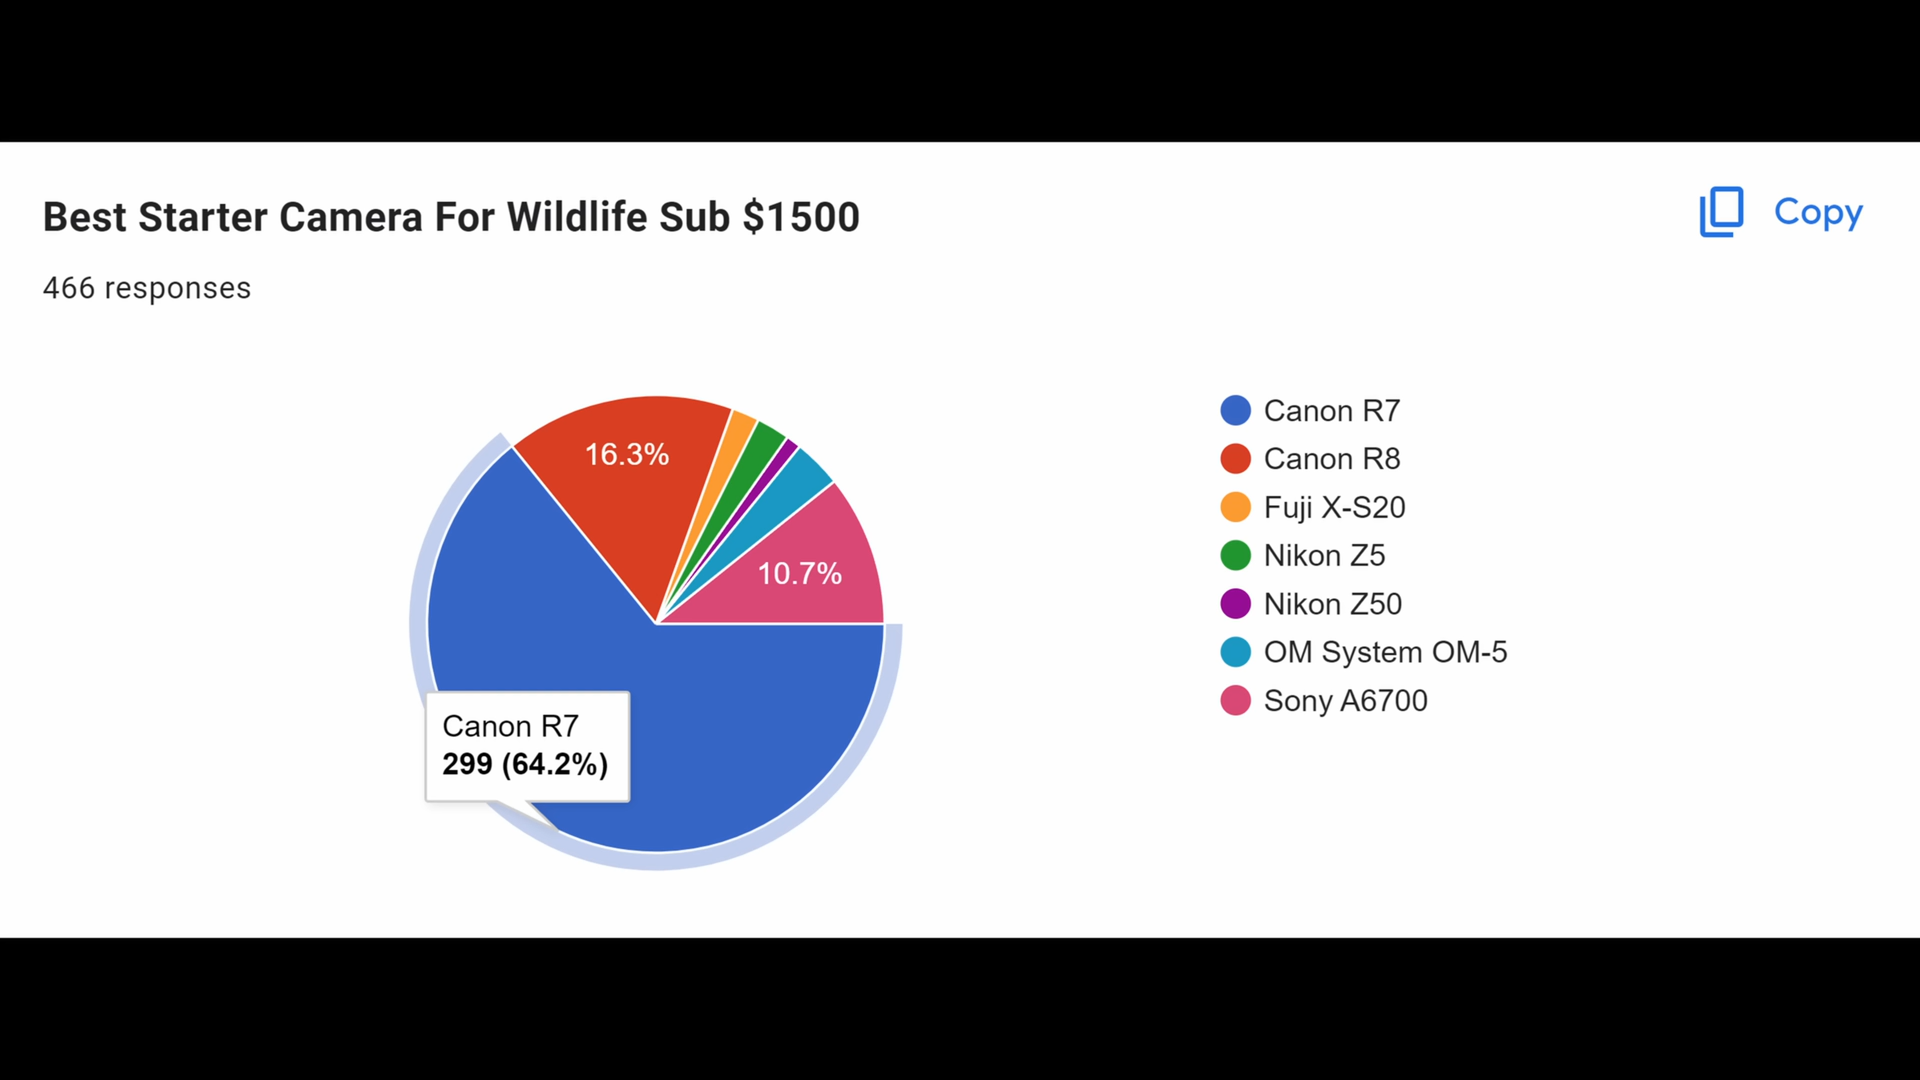 Best Starter Camera For Wildlife Sub $1500
Copy
466 responses
16.3%
10.7%
Canon R7
299 (64.2%)
Canon R7
Canon R8
Fuji X-S20
Nikon Z5
Nikon Z50
OM System OM-5
Sony A6700